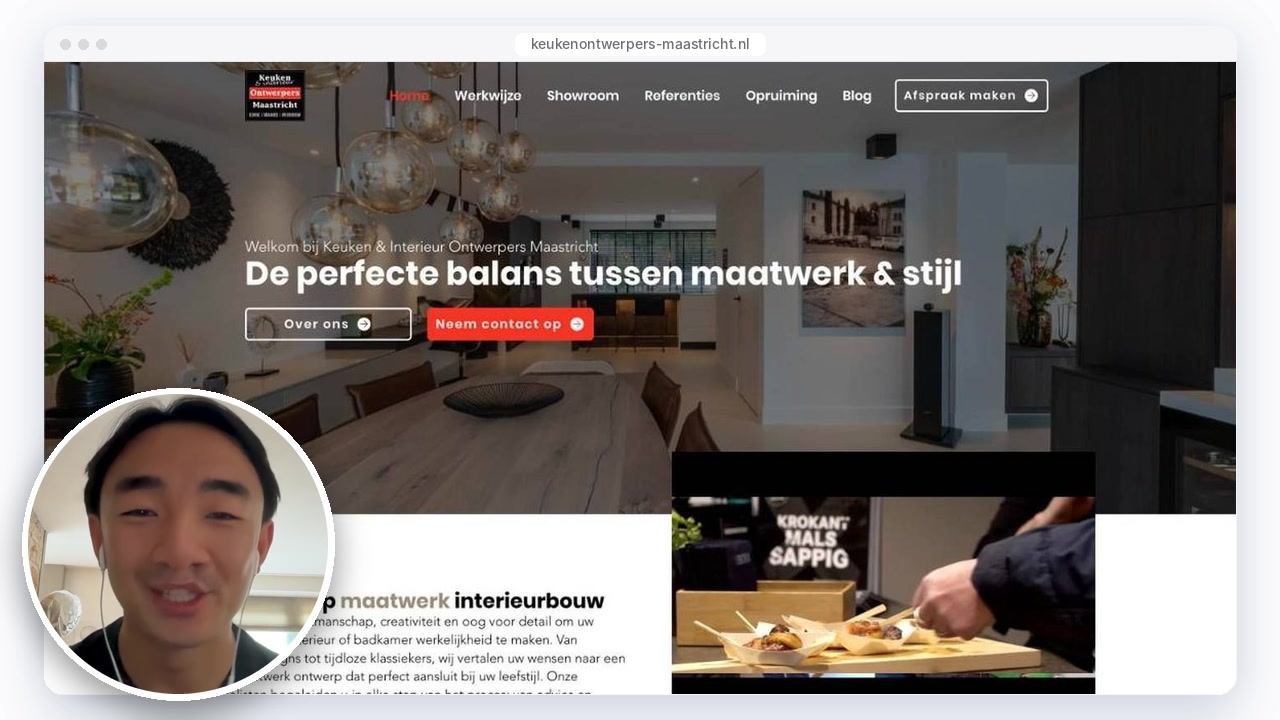 keukenontwerpers-maastricht.nl
Keuken
Ontwerpers
Maastricht
Home
Werkwijze
Showroom
Referenties
Opruiming
Blog
Afspraak maken
Welkom bij Keuken & Interieur Ontwerpers Maastricht
De perfecte balans tussen maatwerk & stijl
Over ons
Neem contact op
KROKANT
MALS
SAPPIG
maatwerk interieurbouw
creativiteit en oog voor detail om uw
of badkamer werkelijkheid te maken. Van
tot tijdloze klassiekers, wij vertalen uw wensen naar een
ontwerp dat perfect aansluit bij uw leefstijl. Onze